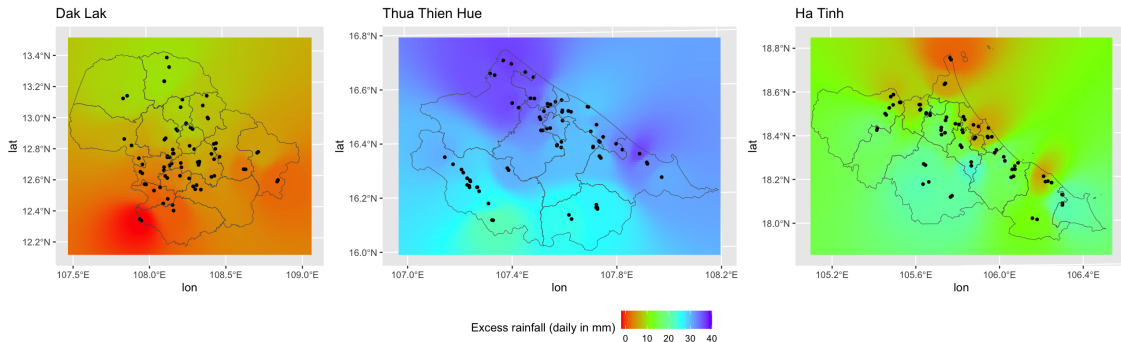 Dak Lak
Thua Thien Hue
Ha Tinh
lat
13.4°N
13.2°N
13.0°N
12.8°N
12.6°N
12.4°N
12.2°N
107.5°E 108.0°E 108.5°E 109.0°E
lon
lat
16.8°N
16.6°N
16.4°N
16.2°N
16.0°N
107.0°E 107.4°E 107.8°E 108.2°E
lon
lat
18.8°N
18.6°N
18.4°N
18.2°N
18.0°N
105.2°E 105.6°E 106.0°E 106.4°E
lon
Excess rainfall (daily in mm)
0 10 20 30 40